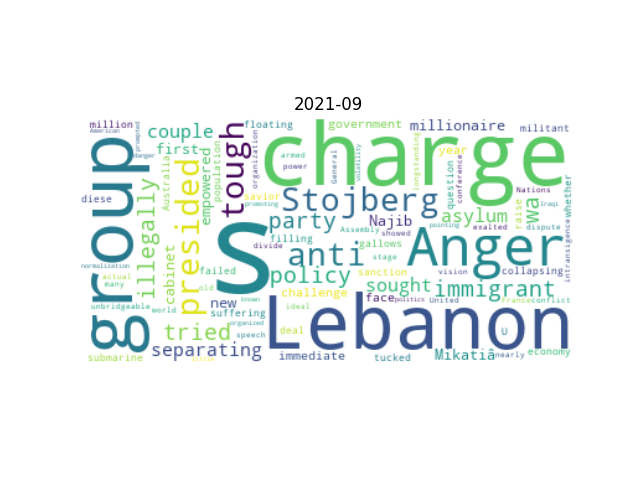 2021-09
million
American
prompted
danger
couple
first
floating
government
millionaire
militant
charge
group
tough
presided
empowered
population
Australia
organization
armed
power
General
volatility
longstanding
year
question
conference
Nations
Iraqi
whether
diese
illegally
savior
promoting
Stojberg
party
Najib
asylum
raise
wa
exalted
dispute
intransigence
S
anti
Anger
Assembly
filling
divide
gallows
pointing
showed
stage
policy
sanction
vision
collapsing
normalization
actual
many
cabinet
failed
old
known
sought
immigrant
challenge
face
politics
United
France
conflict
unbridgeable
world
new
suffering
ideal
organized
deal
speech
tried
Lebanon
U
separating
submarine
immediate
tucked
Mikatiâ
nearly
economy